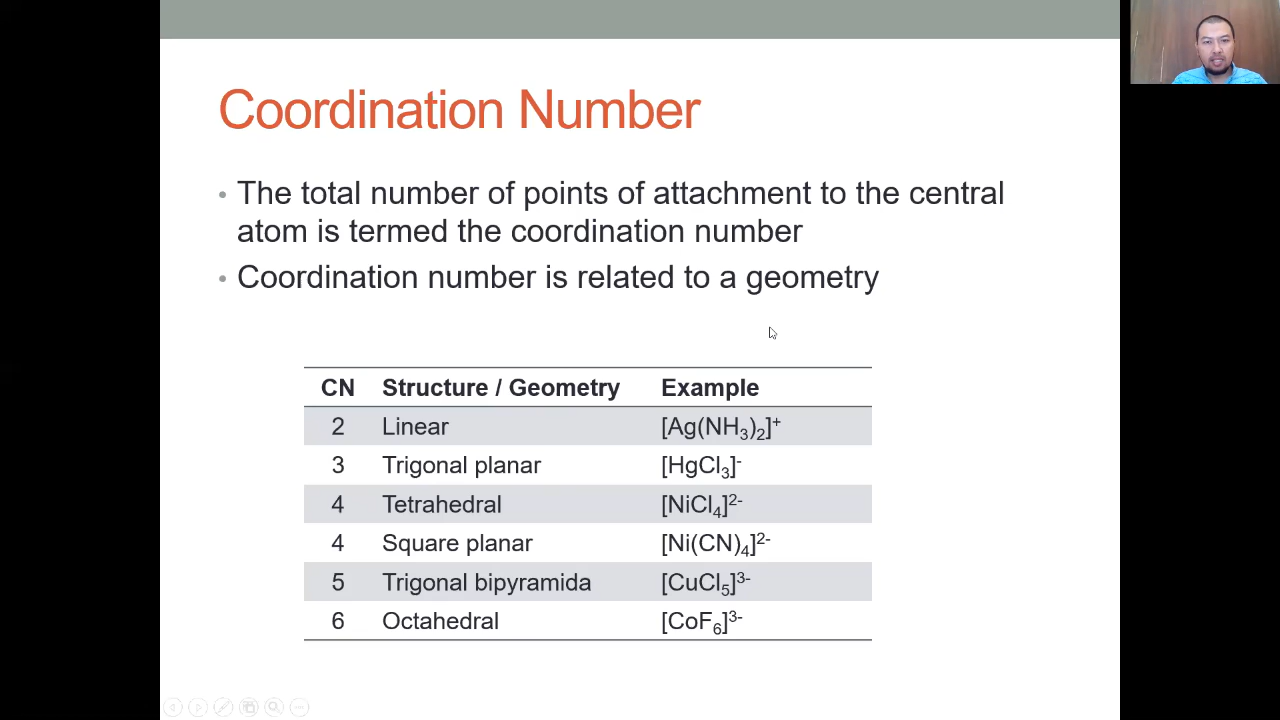 Coordination Number
• The total number of points of attachment to the central
atom is termed the coordination number
• Coordination number is related to a geometry
CN Structure / Geometry Example
2 Linear [Ag(NH₃)₂]⁺
3 Trigonal planar [HgCl₃]⁻
4 Tetrahedral [NiCl₄]²⁻
4 Square planar [Ni(CN)₄]²⁻
5 Trigonal bipyramida [CuCl₅]³⁻
6 Octahedral [CoF₆]³⁻